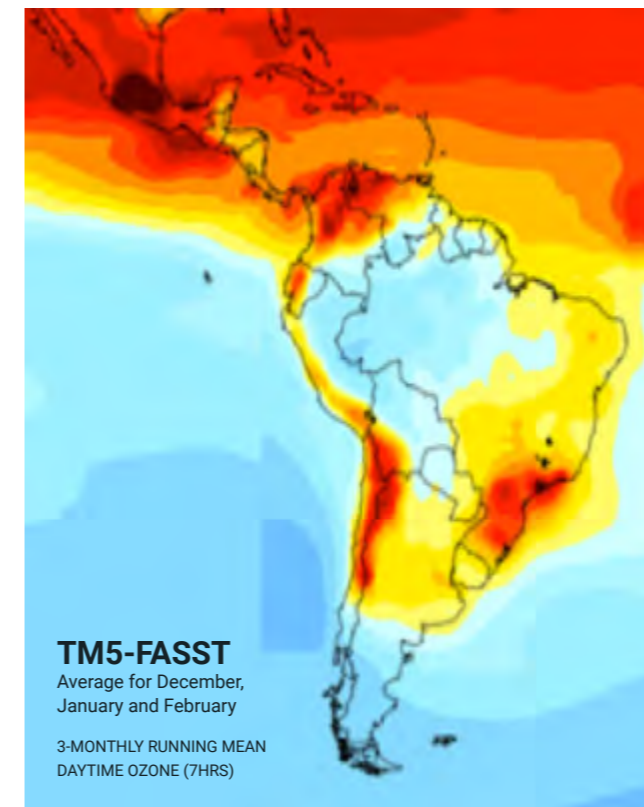 TM5-FASST
Average for December,
January and February
3-MONTHLY RUNNING MEAN
DAYTIME OZONE (7HRS)